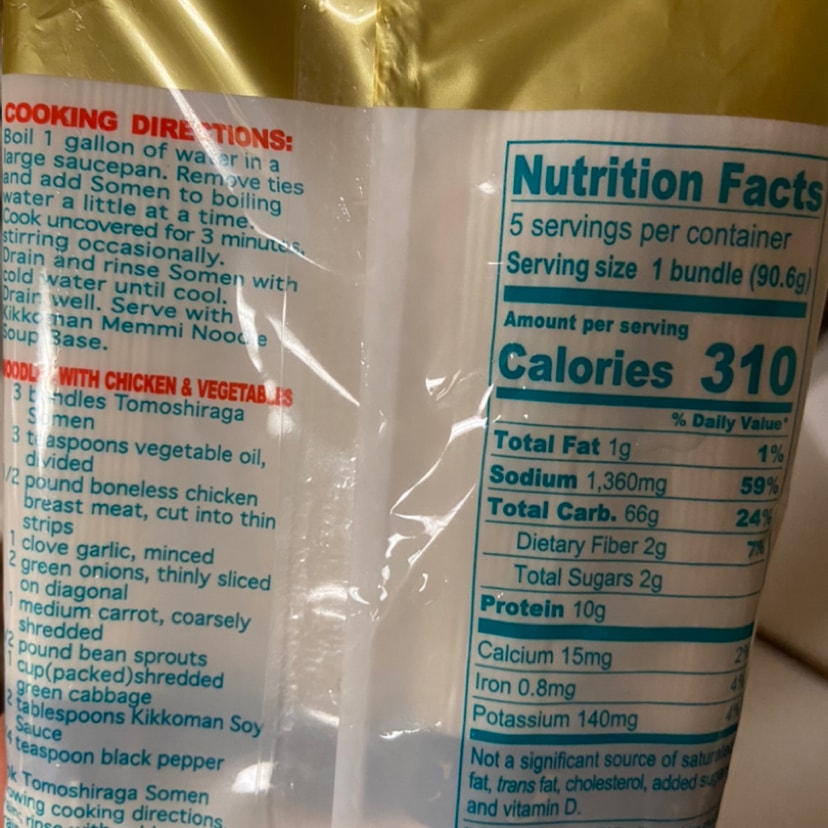 COOKING DIRECTIONS:
Boil 1 gallon of water in a
large saucepan. Remove ties
and add Somen to boiling
water a little at a time.
Cook uncovered for 3 minutes,
stirring occasionally.
Drain and rinse Somen with
cold water until cool.
Drain well. Serve with
Kikkoman Memmi Noodle
Soup Base.
NOODLES WITH CHICKEN & VEGETABLES
3 bundles Tomoshiraga
Somen
3 teaspoons vegetable oil,
divided
1/2 pound boneless chicken
breast meat, cut into thin
strips
1 clove garlic, minced
2 green onions, thinly sliced
on diagonal
1 medium carrot, coarsely
shredded
/2 pound bean sprouts
1 cup(packed)shredded
green cabbage
2 tablespoons Kikkoman Soy
Sauce
/4 teaspoon black pepper
Tomoshiraga Somen
cooking directions,
Nutrition Facts
5 servings per container
Serving size 1 bundle (90.6g)
Amount per serving
Calories 310
% Daily Value*
Total Fat 1g 1%
Sodium 1,360mg 59%
Total Carb. 66g 24%
Dietary Fiber 2g 7%
Total Sugars 2g
Protein 10g
Calcium 15mg 2%
Iron 0.8mg 4%
Potassium 140mg 4%
Not a significant source of saturated
fat, trans fat, cholesterol, added sugars
and vitamin D.